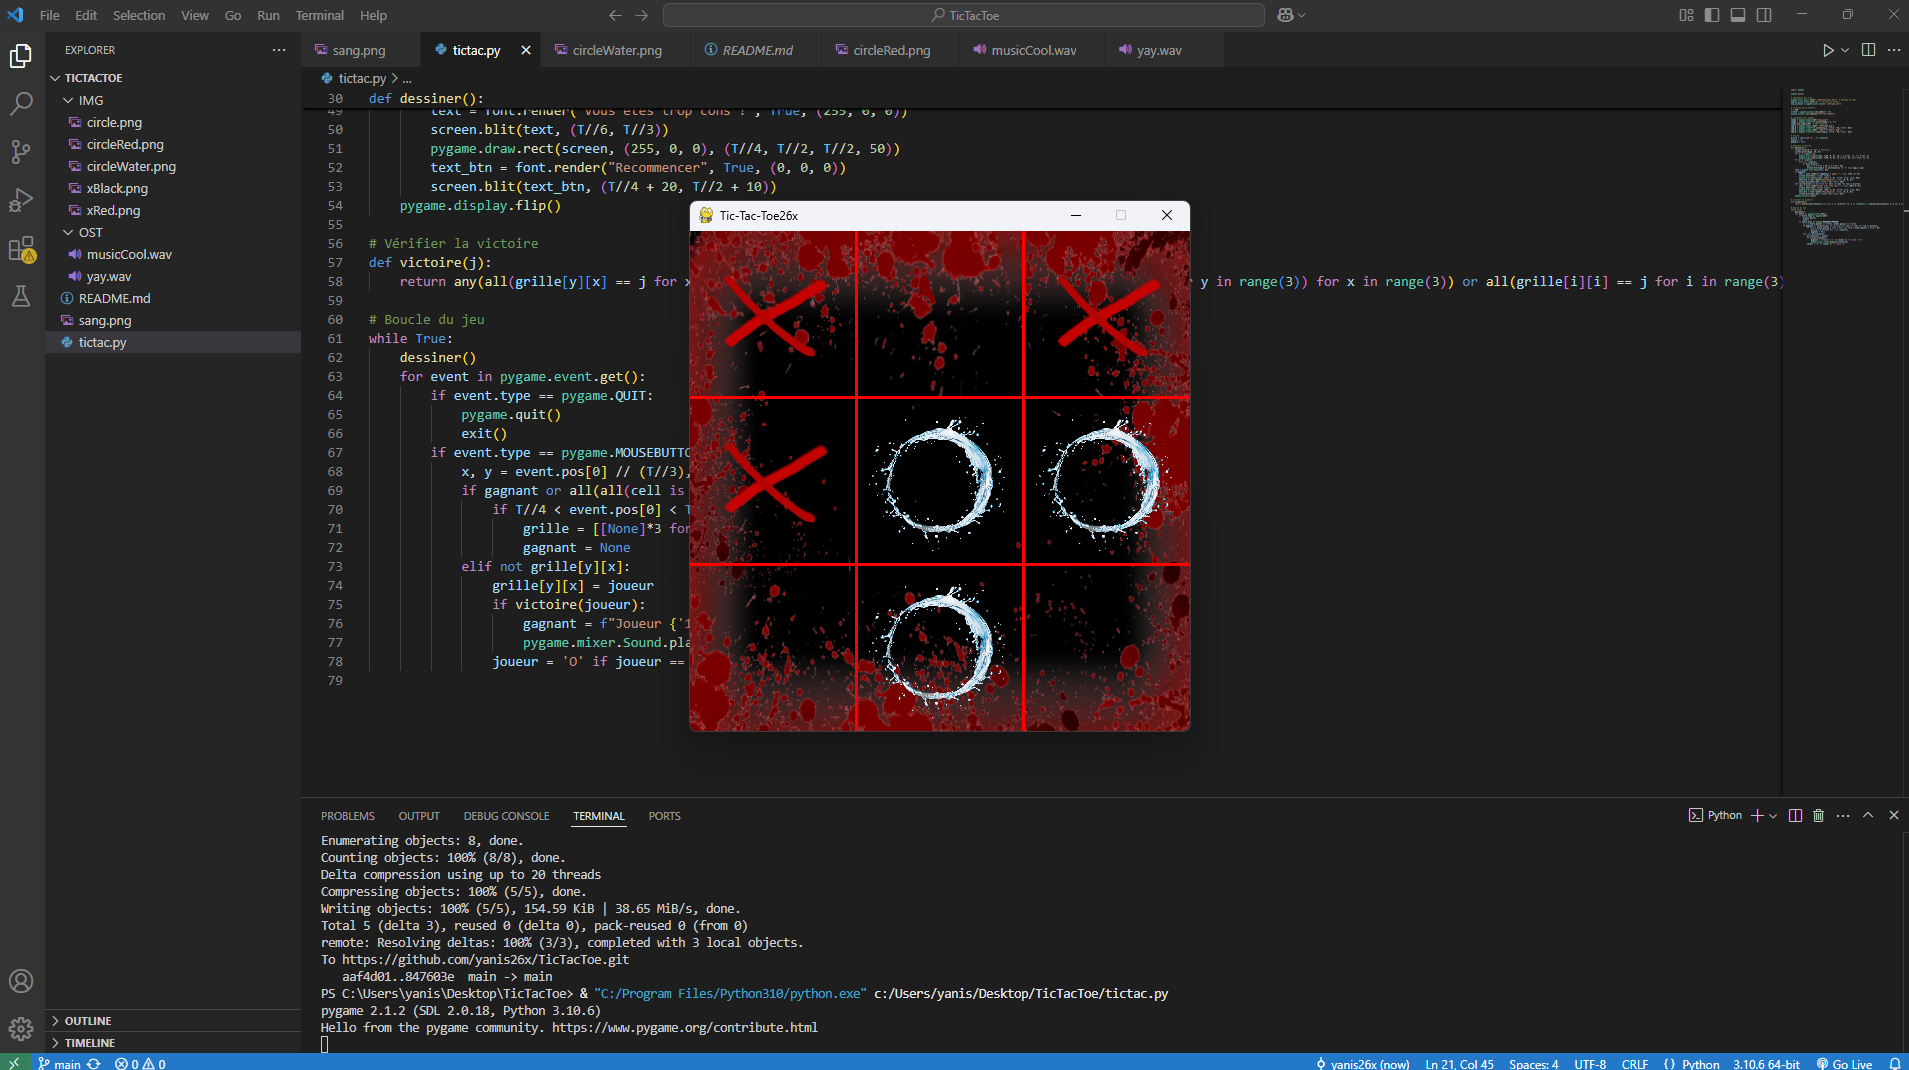 File Edit Selection View Go Run Terminal Help
TicTacToe
EXPLORER
TICTACTOE
IMG
circle.png
circleRed.png
circleWater.png
xBlack.png
xRed.png
OST
musicCool.wav
yay.wav
README.md
sang.png
tictac.py
OUTLINE
TIMELINE
sang.png tictac.py circleWater.png README.md circleRed.png musicCool.wav yay.wav
tictac.py > ...
30 def dessiner():
49 text = font.render("Vous êtes trop cons !", True, (255, 0, 0))
50 screen.blit(text, (T//6, T//3))
51 pygame.draw.rect(screen, (255, 0, 0), (T//4, T//2, T//2, 50))
52 text_btn = font.render("Recommencer", True, (0, 0, 0))
53 screen.blit(text_btn, (T//4 + 20, T//2 + 10))
54 pygame.display.flip()
55
56 # Vérifier la victoire
57 def victoire(j):
58 return any(all(grille[y][x] == j for x y in range(3)) for x in range(3)) or all(grille[i][i] == j for i in range(3)
59
60 # Boucle du jeu
61 while True:
62 dessiner()
63 for event in pygame.event.get():
64 if event.type == pygame.QUIT:
65 pygame.quit()
66 exit()
67 if event.type == pygame.MOUSEBUTTO
68 x, y = event.pos[0] // (T//3),
69 if gagnant or all(all(cell is
70 if T//4 < event.pos[0] < T
71 grille = [[None]*3 for
72 gagnant = None
73 elif not grille[y][x]:
74 grille[y][x] = joueur
75 if victoire(joueur):
76 gagnant = f"Joueur {'1
77 pygame.mixer.Sound.pla
78 joueur = 'O' if joueur ==
79
Tic-Tac-Toe26x
PROBLEMS OUTPUT DEBUG CONSOLE TERMINAL PORTS
Python
Enumerating objects: 8, done.
Counting objects: 100% (8/8), done.
Delta compression using up to 20 threads
Compressing objects: 100% (5/5), done.
Writing objects: 100% (5/5), 154.59 KiB | 38.65 MiB/s, done.
Total 5 (delta 3), reused 0 (delta 0), pack-reused 0 (from 0)
remote: Resolving deltas: 100% (3/3), completed with 3 local objects.
To https://github.com/yanis26x/TicTacToe.git
aaf4d01..847603e main -> main
PS C:\Users\yanis\Desktop\TicTacToe> & "C:/Program Files/Python310/python.exe" c:/Users/yanis/Desktop/TicTacToe/tictac.py
pygame 2.1.2 (SDL 2.0.18, Python 3.10.6)
Hello from the pygame community. https://www.pygame.org/contribute.html
main 0 0 yanis26x (now) Ln 21, Col 45 Spaces: 4 UTF-8 CRLF {} Python 3.10.6 64-bit Go Live